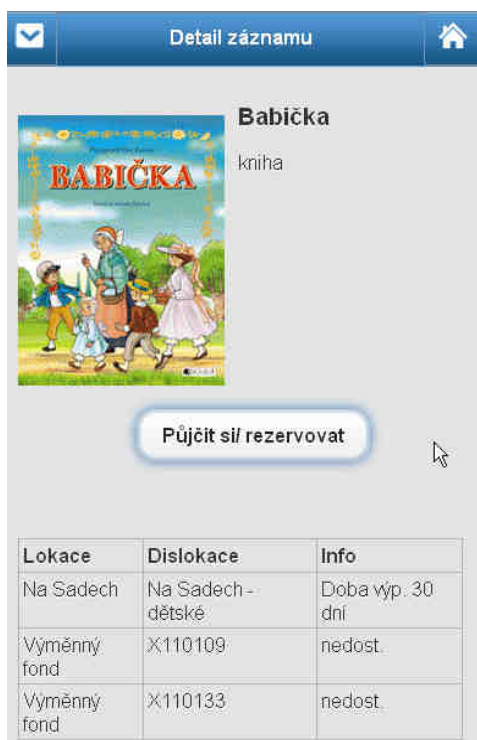 Detail záznamu
Babička
kniha
BABIČKA
Půjčit si/ rezervovat
Lokace Dislokace Info
Na Sadech Na Sadech - dětské Doba výp. 30 dní
Výměnný fond X110109 nedost.
Výměnný fond X110133 nedost.